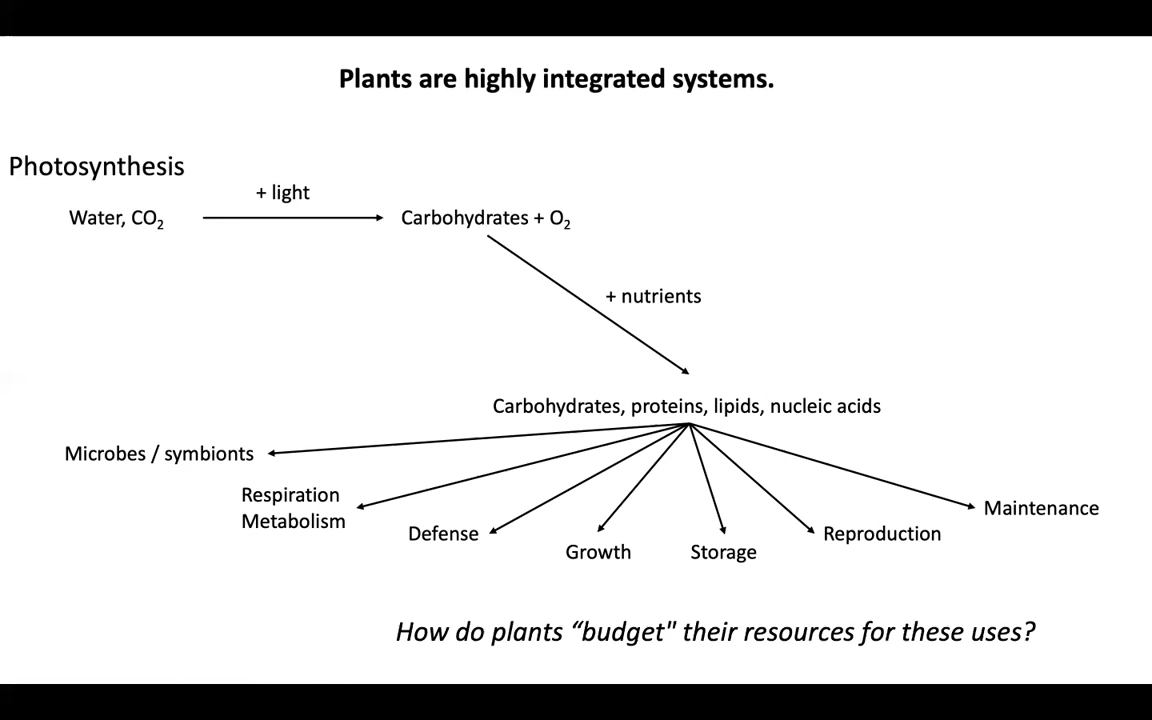 Plants are highly integrated systems.
Photosynthesis
+ light
Water, CO₂
Carbohydrates + O₂
+ nutrients
Carbohydrates, proteins, lipids, nucleic acids
Microbes / symbionts
Respiration
Metabolism
Defense
Growth
Storage
Reproduction
Maintenance
How do plants “budget" their resources for these uses?